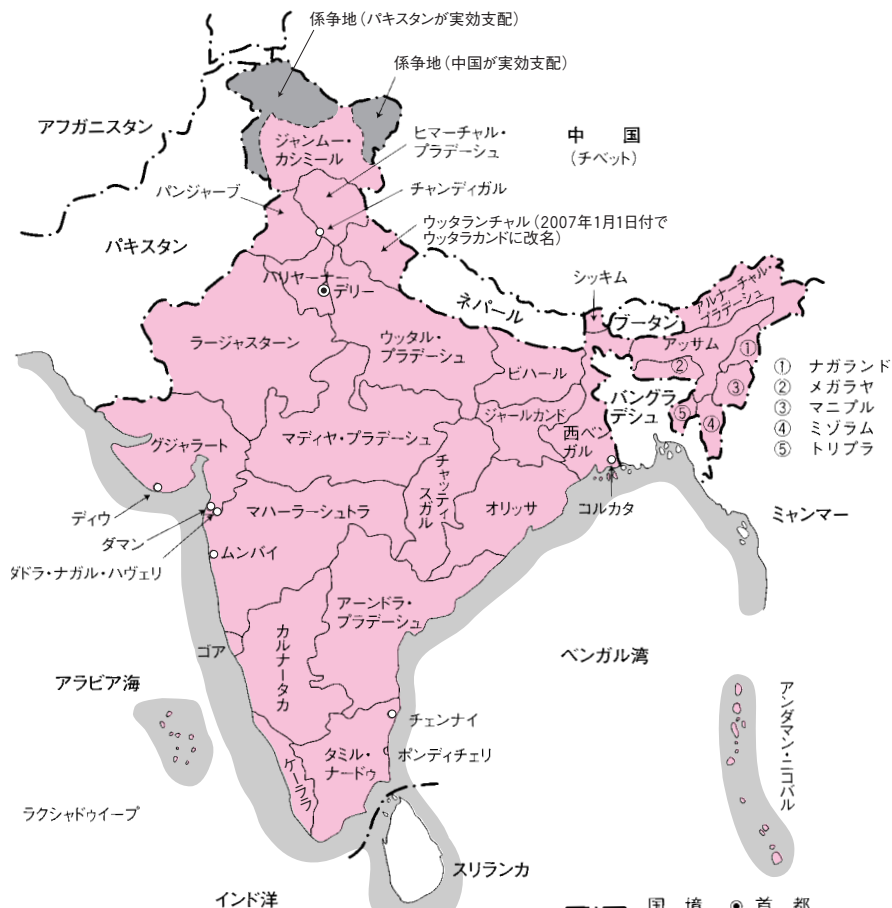 係争地（パキスタンが実効支配）
係争地（中国が実効支配）
アフガニスタン
ジャンムー・
カシミール
ヒマーチャル・
プラデーシュ
中国
（チベット）
パンジャーブ
チャンディガル
パキスタン
ウッタランチャル（2007年1月1日付で
ウッタラカンドに改名）
ハリヤーナー
デリー
シッキム
ネパール
ブータン
アルナーチャル・
プラデーシュ
ラージャスターン
ウッタル・
プラデーシュ
アッサム
①
②
③
④
⑤
ビハール
バングラ
デシュ
① ナガランド
② メガラヤ
③ マニプル
④ ミゾラム
⑤ トリプラ
グジャラート
マディヤ・プラデーシュ
ジャールカンド
西ベン
ガル
チャッティ
スガル
ディウ
マハーラーシュトラ
オリッサ
コルカタ
ミャンマー
ダマン
ムンバイ
ダドラ・ナガル・ハヴェリ
アーンドラ・
プラデーシュ
ゴア
カルナータカ
ベンガル湾
アラビア海
チェンナイ
アンダマン・ニコバル
タミル・
ナードゥ
ポンディチェリ
ケーララ
ラクシャドゥイープ
スリランカ
インド洋
国境 首都